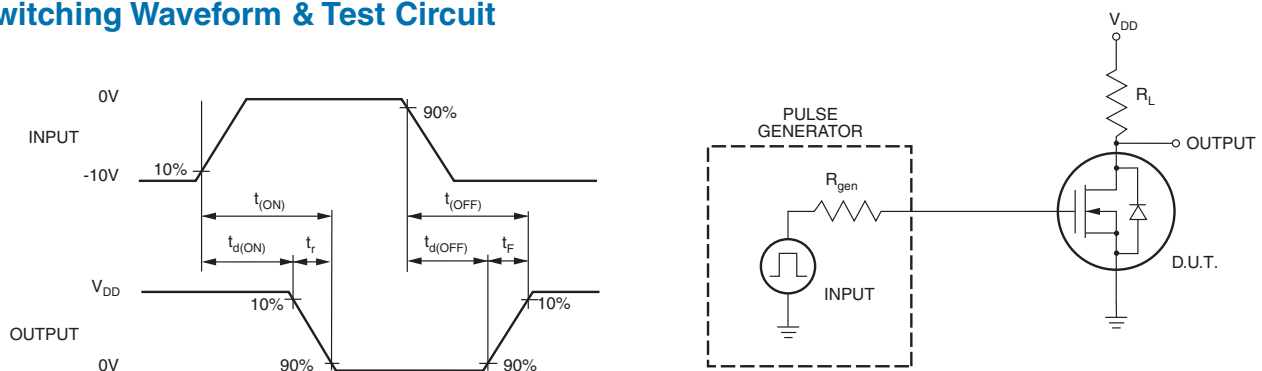 witching Waveform & Test Circuit
0V
INPUT
-10V
10%
90%
t(ON)
t(OFF)
td(ON)
tr
td(OFF)
tF
VDD
10%
10%
OUTPUT
0V
90%
90%
VDD
RL
OUTPUT
PULSE
GENERATOR
Rgen
INPUT
D.U.T.